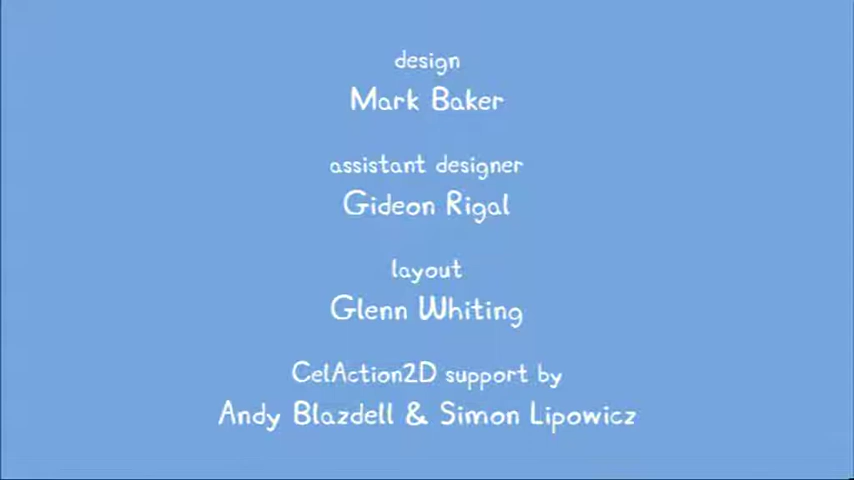 design
Mark Baker
assistant designer
Gideon Rigal
layout
Glenn Whiting
CelAction2D support by
Andy Blazdell & Simon Lipowicz